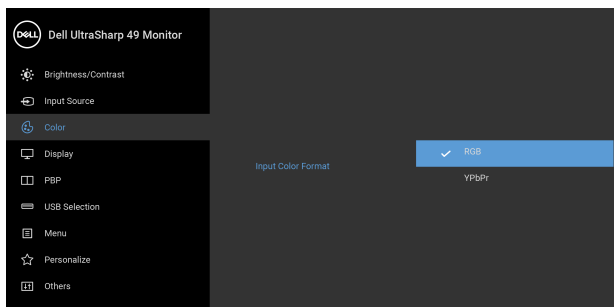 DELL Dell UltraSharp 49 Monitor
Brightness/Contrast
Input Source
Color
Display
PBP
USB Selection
Menu
Personalize
Others
Input Color Format
RGB
YPbPr